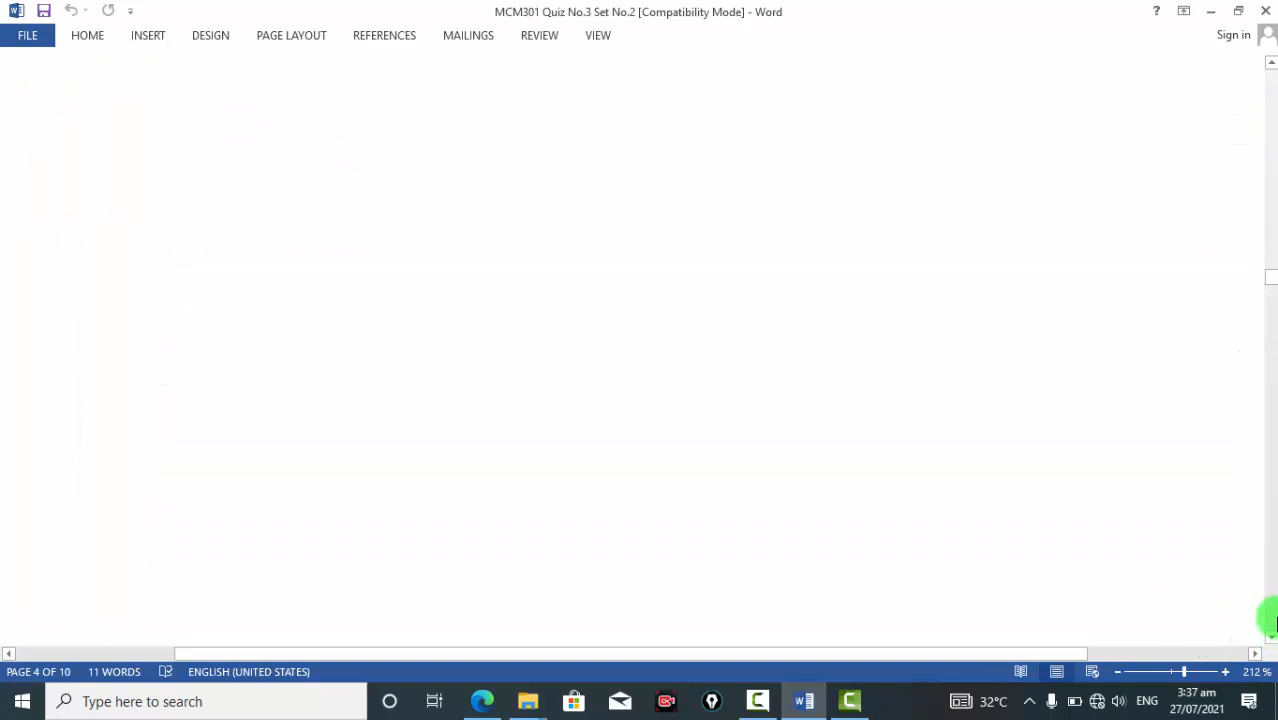 MCM301 Quiz No.3 Set No.2 [Compatibility Mode] - Word
?
FILE HOME INSERT DESIGN PAGE LAYOUT REFERENCES MAILINGS REVIEW VIEW Sign in
PAGE 4 OF 10 11 WORDS ENGLISH (UNITED STATES) 212 %
Type here to search 32°C ENG 3:37 am
27/07/2021